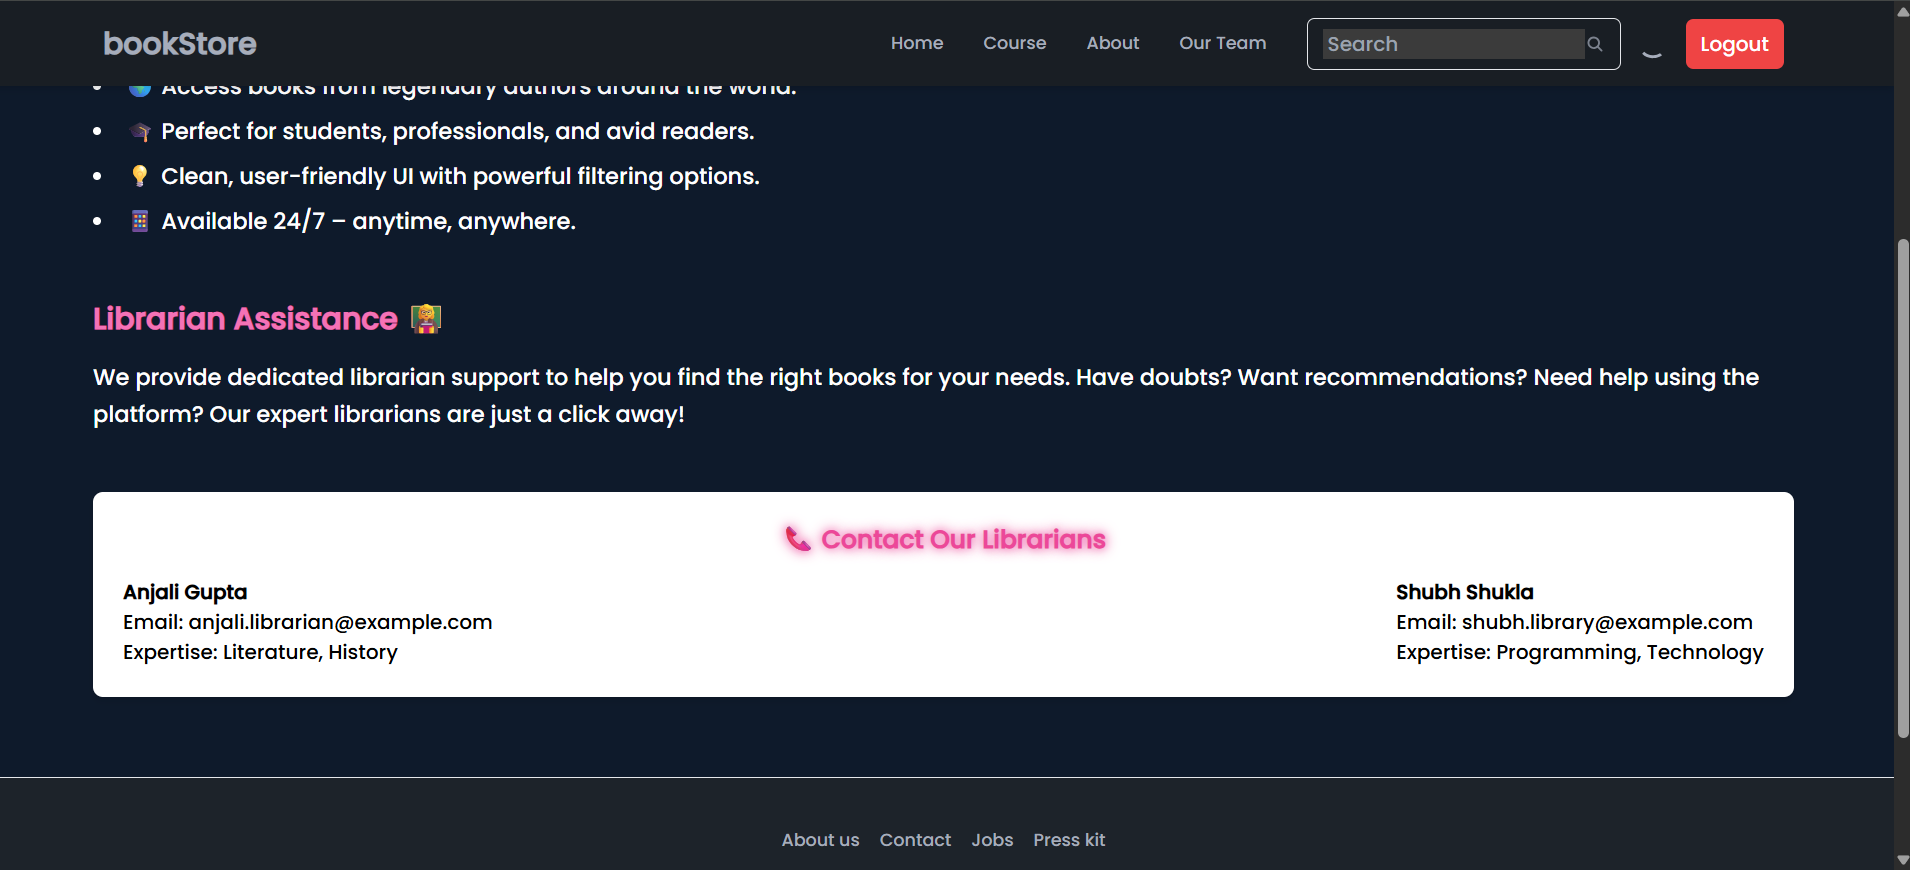 bookStore
Home Course About Our Team Search Logout
Access books from legendary authors around the world.
Perfect for students, professionals, and avid readers.
Clean, user-friendly UI with powerful filtering options.
Available 24/7 – anytime, anywhere.
Librarian Assistance
We provide dedicated librarian support to help you find the right books for your needs. Have doubts? Want recommendations? Need help using the
platform? Our expert librarians are just a click away!
Contact Our Librarians
Anjali Gupta
Email: anjali.librarian@example.com
Expertise: Literature, History
Shubh Shukla
Email: shubh.library@example.com
Expertise: Programming, Technology
About us Contact Jobs Press kit